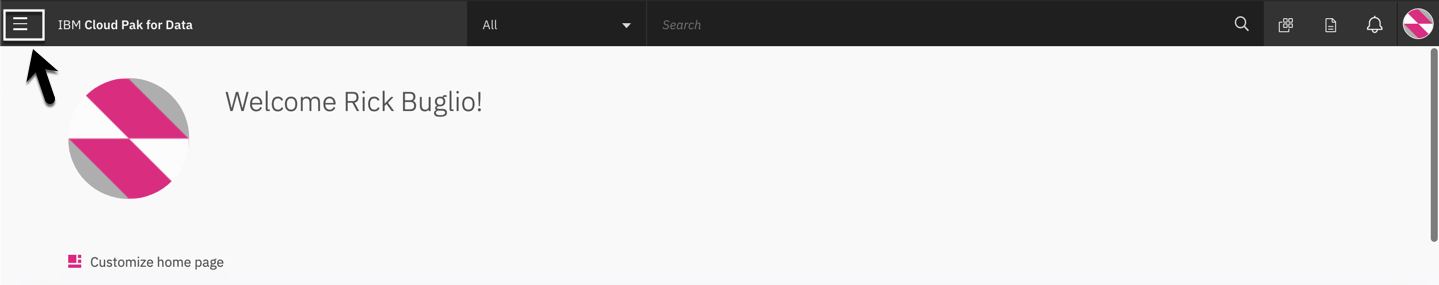 IBM Cloud Pak for Data
All
Search
Welcome Rick Buglio!
Customize home page